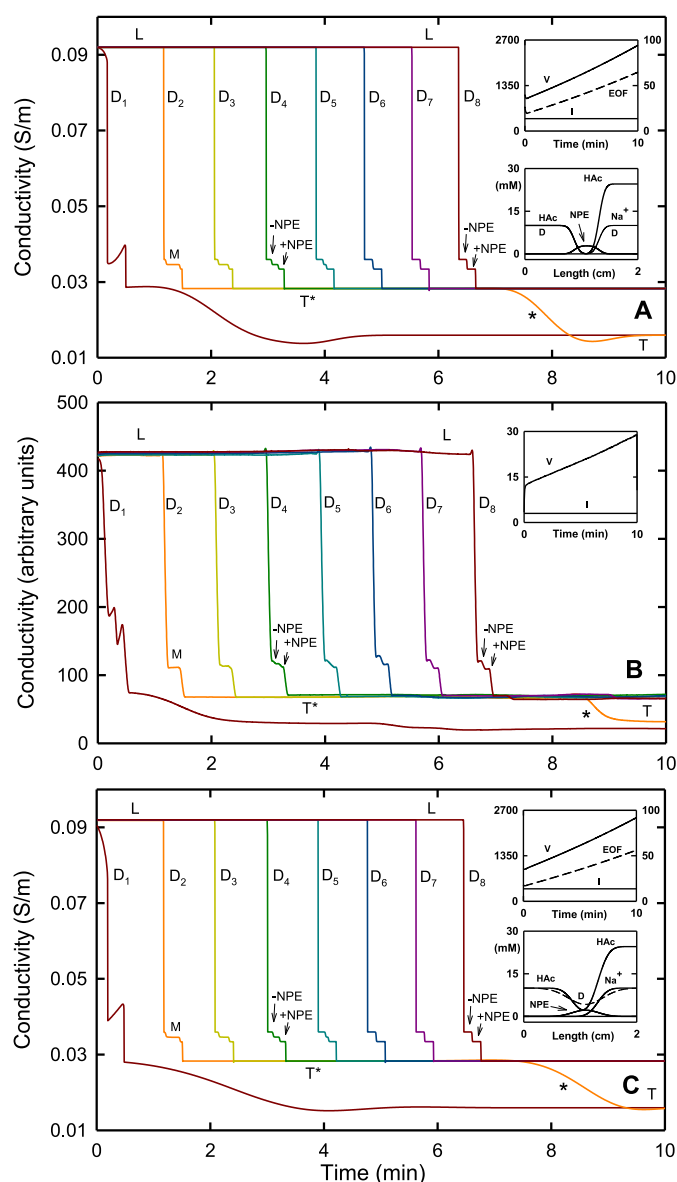 L L
0.09
D1 D2 D3 D4 D5 D6 D7 D8
0.07
0.05
0.03
0.01
Conductivity (S/m)
-NPE
+NPE
-NPE
+NPE
M
T*
*
A
T
0 2 4 6 8 10
2700 100
1350 50
0 0
V
EOF
I
0 10
Time (min)
30
(mM)
15
0
HAc
HAc NPE Na+
D D
0 2
Length (cm)
500
400
300
200
100
0
Conductivity (arbitrary units)
L L
D1 D2 D3 D4 D5 D6 D7 D8
-NPE
+NPE
-NPE
+NPE
M
T*
*
B
T
0 2 4 6 8 10
30
15
0
V
I
0 10
Time (min)
L L
0.09
D1 D2 D3 D4 D5 D6 D7 D8
0.07
0.05
0.03
0.01
Conductivity (S/m)
-NPE
+NPE
-NPE
+NPE
M
T*
*
C
T
0 2 4 6 8 10
Time (min)
2700 100
1350 50
0 0
V
EOF
I
0 10
Time (min)
30
(mM)
15
0
HAc
HAc Na+
D
NPE
0 2
Length (cm)